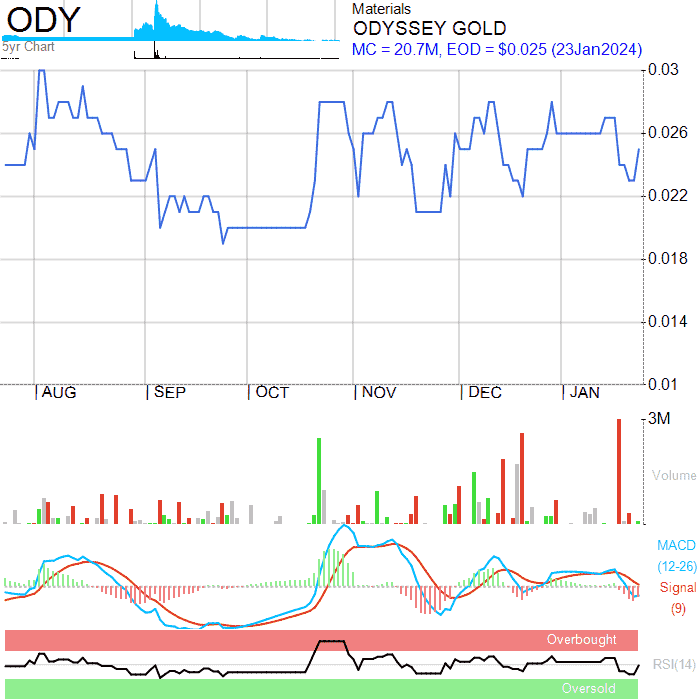 ODY
5yr Chart
Materials
ODYSSEY GOLD
MC = 20.7M, EOD = $0.025 (23Jan2024)
0.03
0.026
0.022
0.018
0.014
0.01
AUG SEP OCT NOV DEC JAN
3M
Volume
MACD
(12-26)
Signal
(9)
Overbought
RSI(14)
Oversold